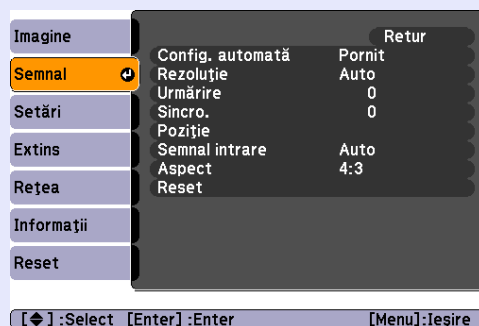 Imagine
Semnal
Setări
Extins
Reţea
Informaţii
Reset
Retur
Config. automată Pornit
Rezoluţie Auto
Urmărire 0
Sincro. 0
Poziţie
Semnal intrare Auto
Aspect 4:3
Reset
[◆] :Select [Enter] :Enter [Menu]:Ieşire